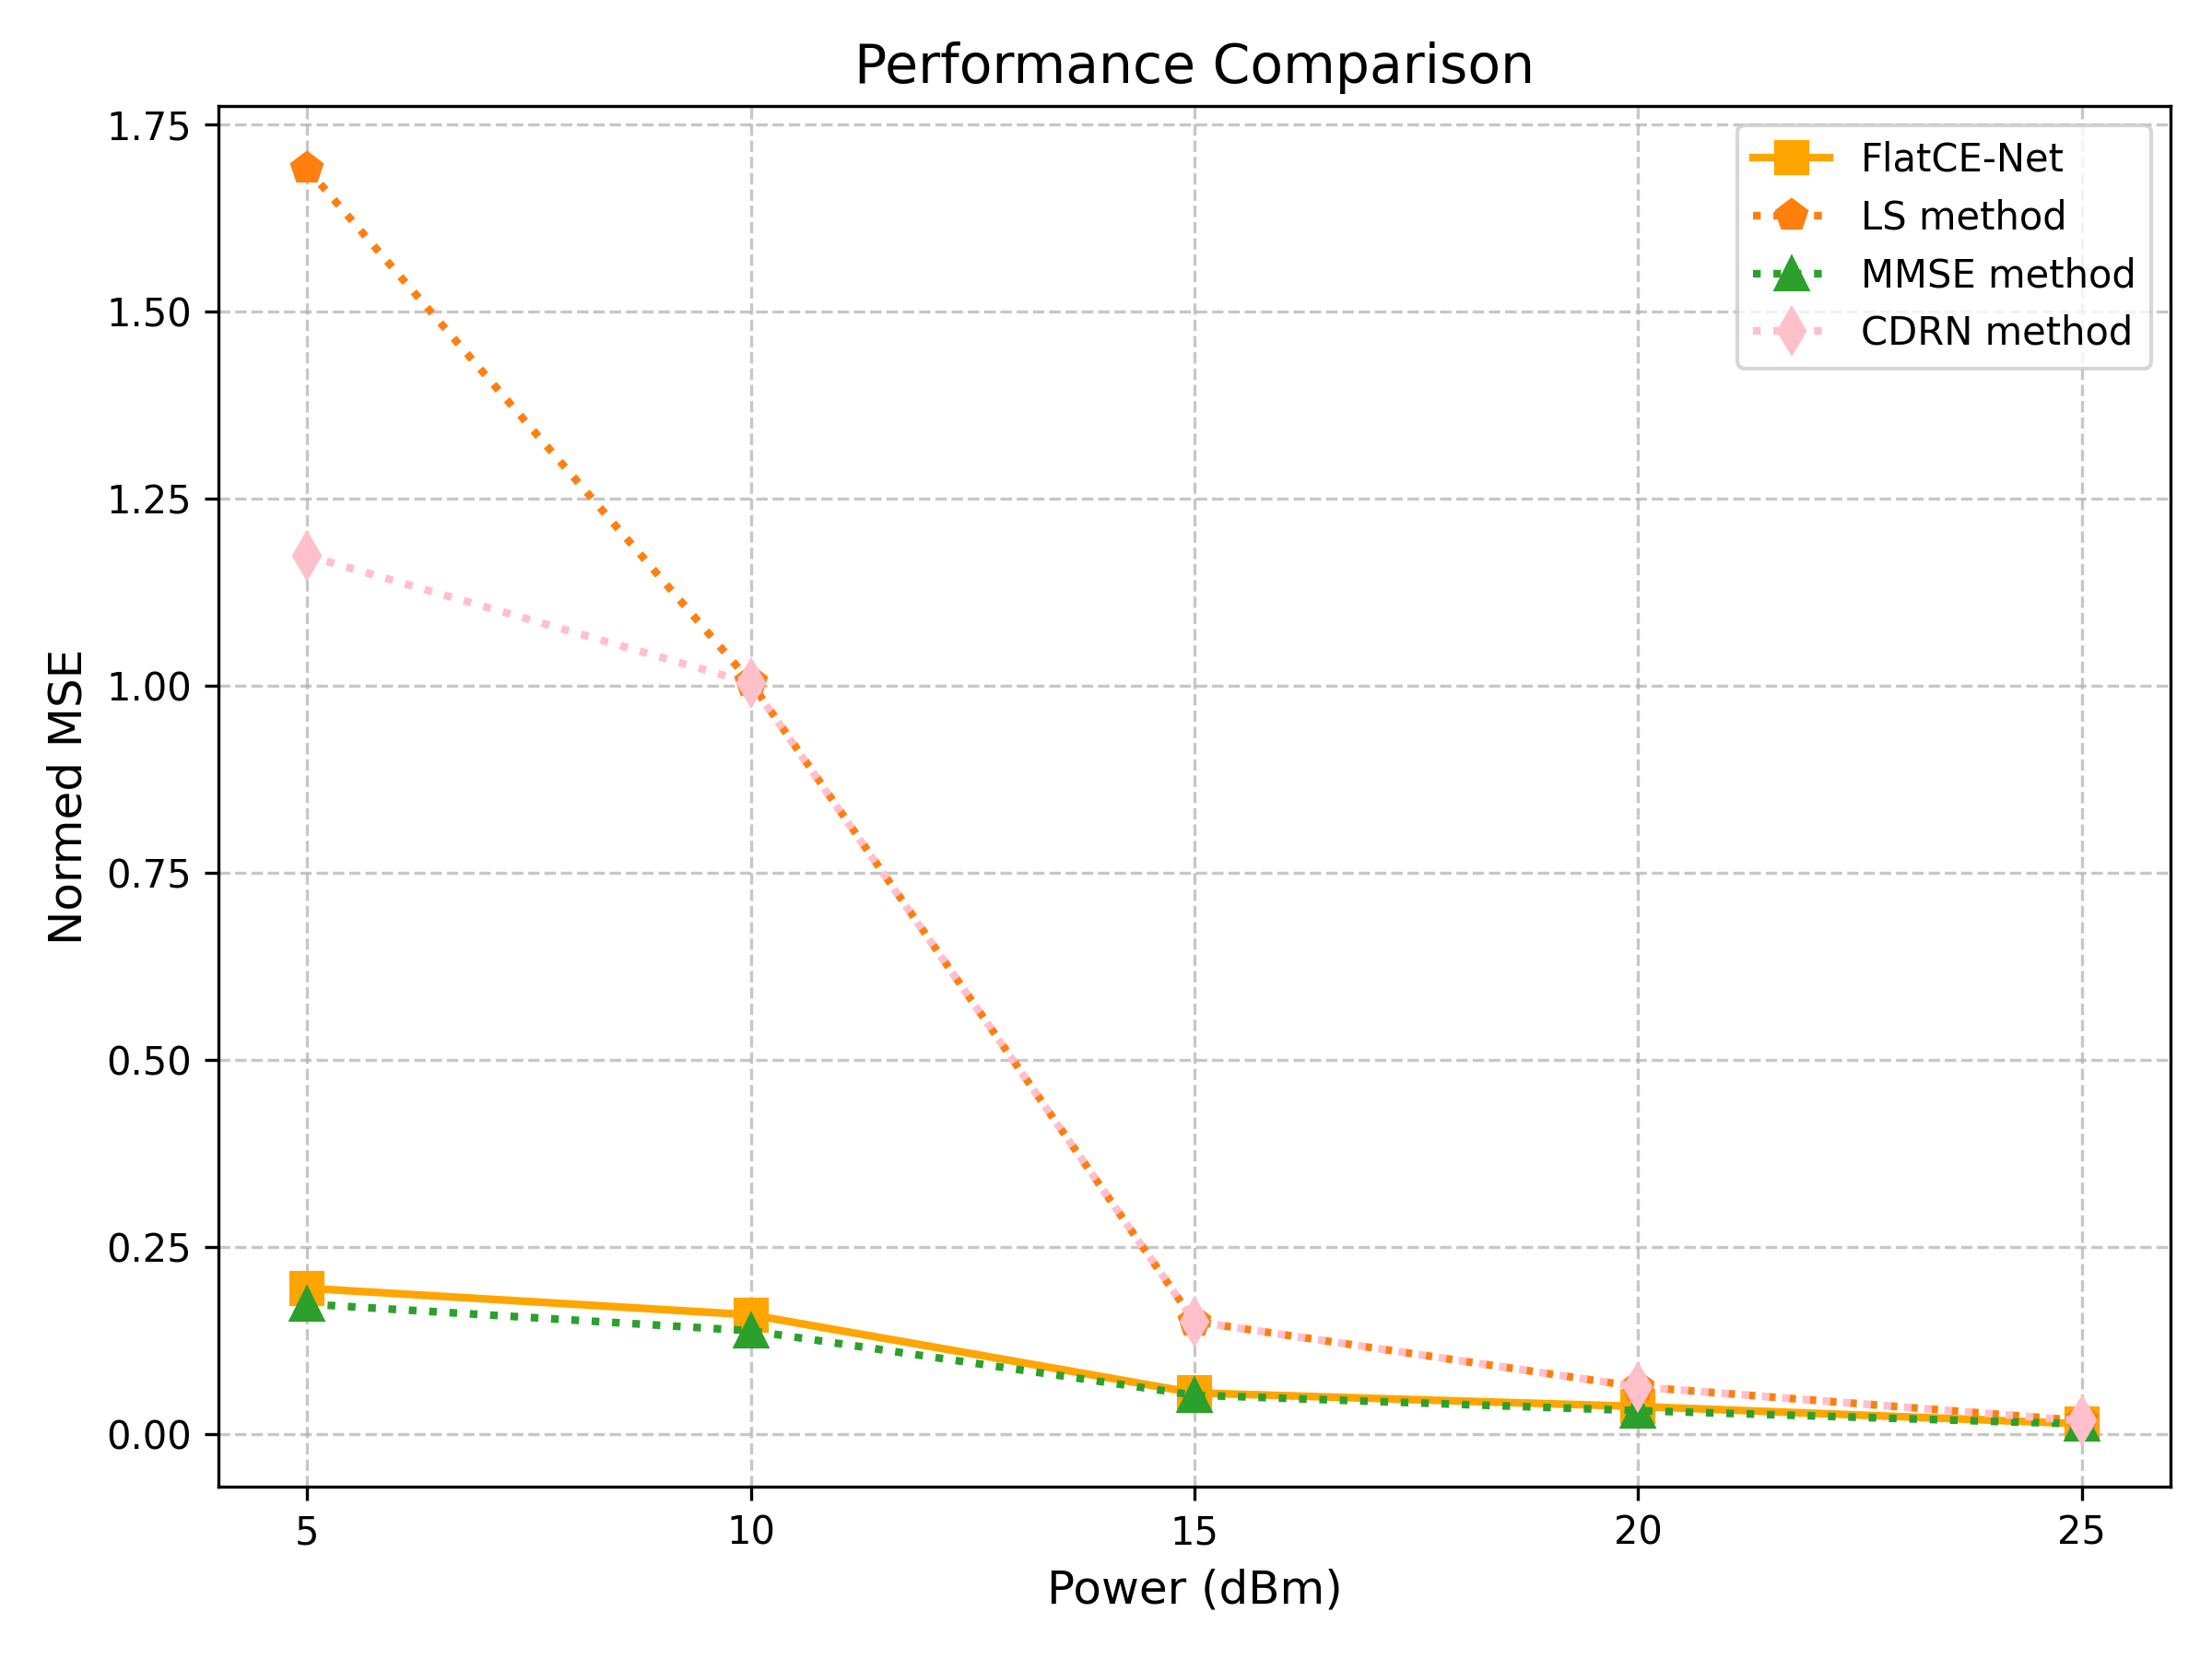 Performance Comparison
1.75
1.50
1.25
1.00
0.75
0.50
0.25
0.00
Normed MSE
FlatCE-Net
LS method
MMSE method
CDRN method
5 10 15 20 25
Power (dBm)